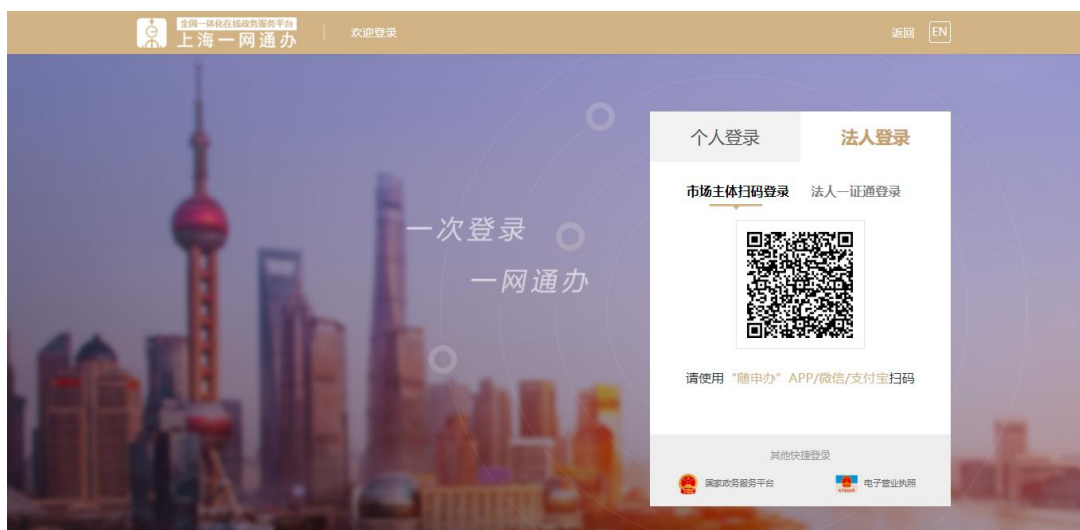 全国一体化在线政务服务平台
上海一网通办
欢迎登录
返回
EN
个人登录
法人登录
市场主体扫码登录
法人一证通登录
一次登录
一网通办
请使用“随申办”APP/微信/支付宝扫码
其他快捷登录
国家政务服务平台
电子营业执照